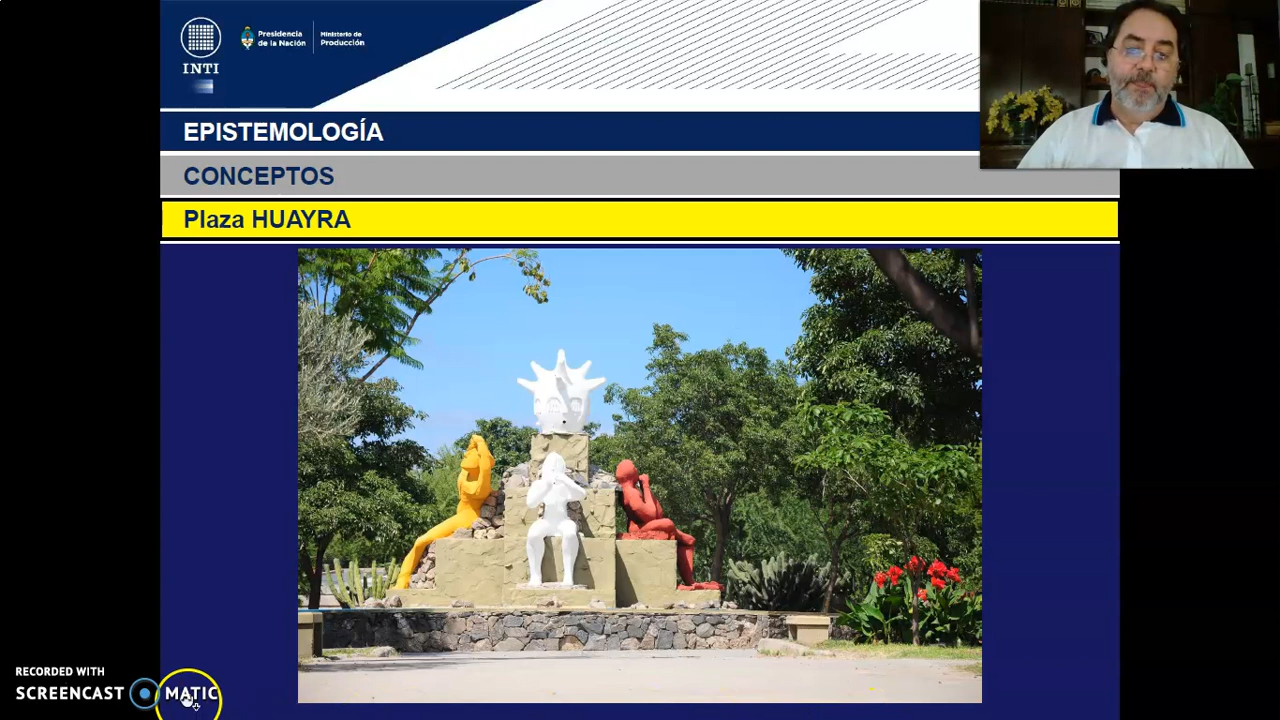 INTI
Presidencia
de la Nación
Ministerio de
Producción
EPISTEMOLOGÍA
CONCEPTOS
Plaza HUAYRA
RECORDED WITH
SCREENCAST MATIC